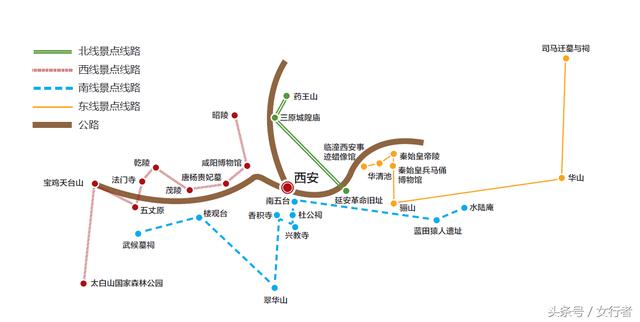 北线景点线路
西线景点线路
南线景点线路
东线景点线路
公路
司马迁墓与祠
药王山
昭陵
三原城隍庙
临潼西安事
迹蜡像馆
秦始皇帝陵
乾陵
咸阳博物馆
秦始皇兵马俑
博物馆
华清池
华山
宝鸡天台山
法门寺
唐杨贵妃墓
西安
茂陵
延安革命旧址
南五台
骊山
水陆庵
五丈原
楼观台
香积寺
杜公祠
蓝田猿人遗址
兴教寺
武候墓祠
太白山国家森林公园
翠华山
头条号 / 女行者